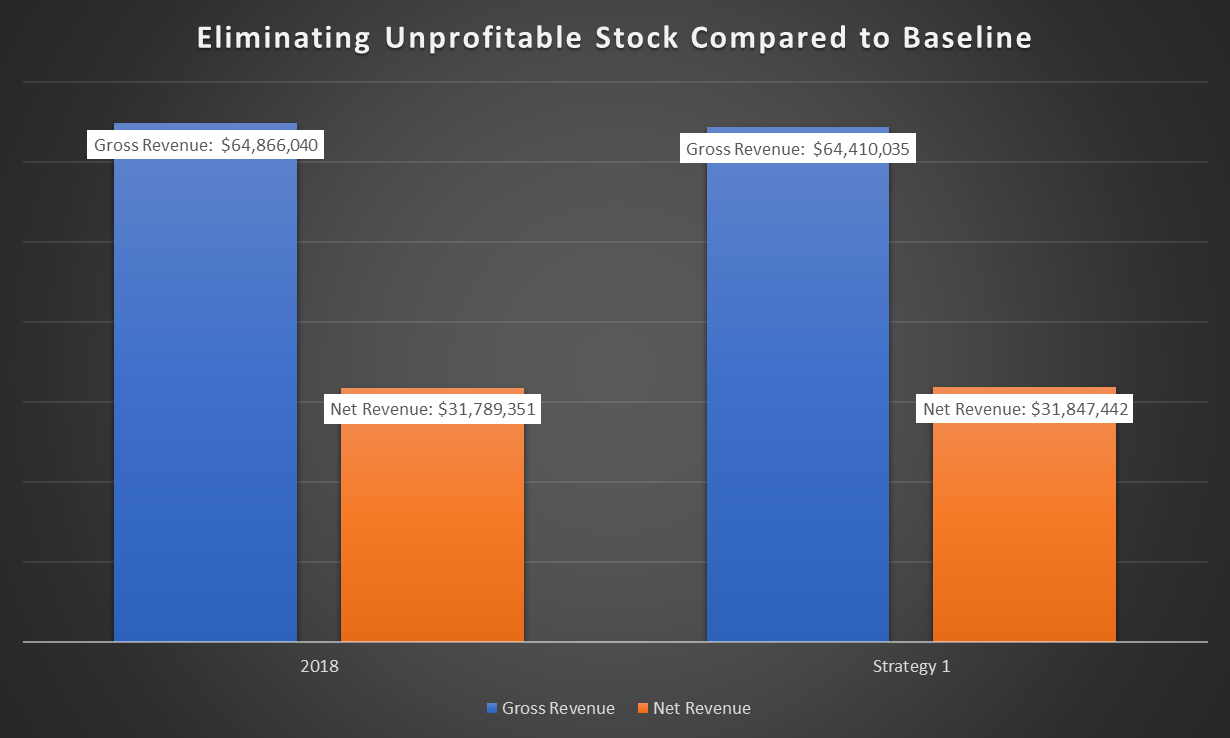 Eliminating Unprofitable Stock Compared to Baseline
Gross Revenue:  $64,866,040
Gross Revenue:  $64,410,035
Net Revenue: $31,789,351
Net Revenue: $31,847,442
2018
Strategy 1
Gross Revenue
Net Revenue